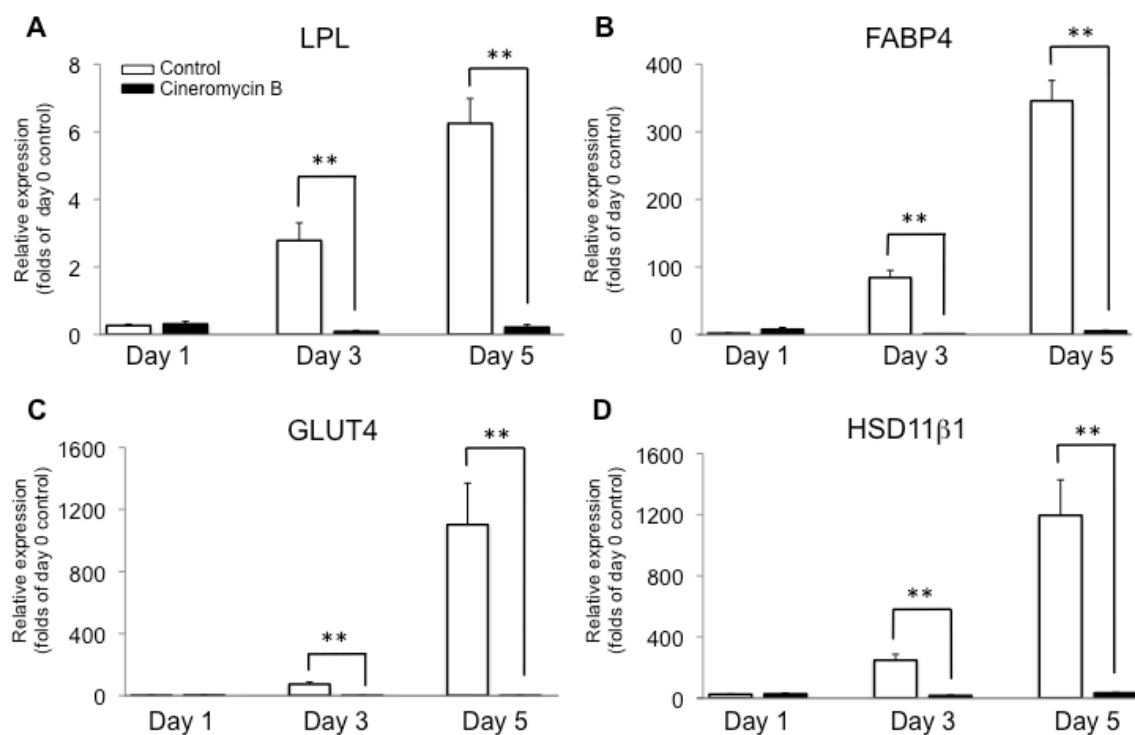 A
LPL
Relative expression
(folds of day 0 control)
8
6
4
2
0
Control
Cineromycin B
**
**
Day 1
Day 3
Day 5
B
FABP4
Relative expression
(folds of day 0 control)
400
300
200
100
0
**
**
Day 1
Day 3
Day 5
C
GLUT4
Relative expression
(folds of day 0 control)
1600
1200
800
400
0
**
**
Day 1
Day 3
Day 5
D
HSD11β1
Relative expression
(folds of day 0 control)
1600
1200
800
400
0
**
**
Day 1
Day 3
Day 5